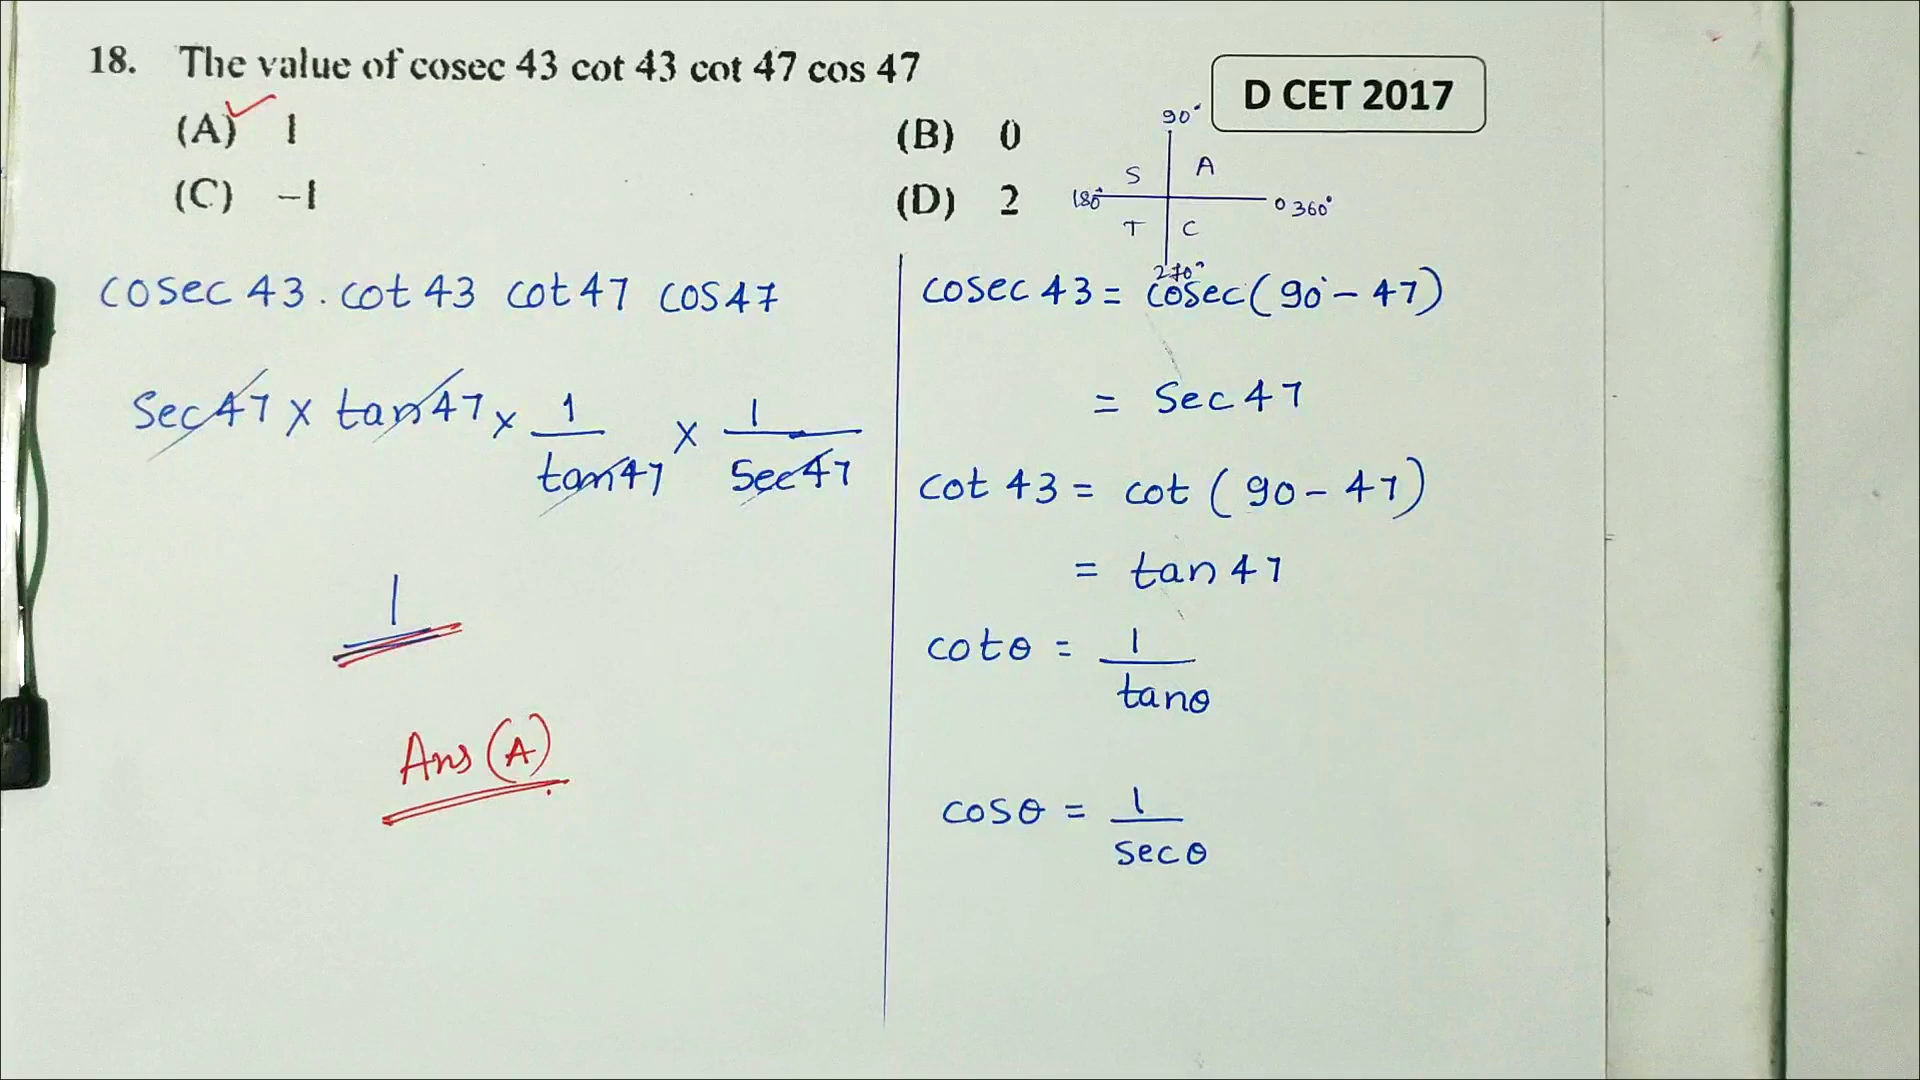 18. The value of cosec 43 cot 43 cot 47 cos 47
D CET 2017
(A) 1
(B) 0
(C) –1
(D) 2
90°
S A
180° 0 360°
T C
270°
cosec 43 . cot 43 cot 47 cos 47
sec 47 × tan 47 × 1/tan 47 × 1/sec 47
1
Ans (A)
cosec 43 = cosec (90° - 47)
= sec 47
cot 43 = cot (90 - 47)
= tan 47
cot θ = 1/tan θ
cos θ = 1/sec θ